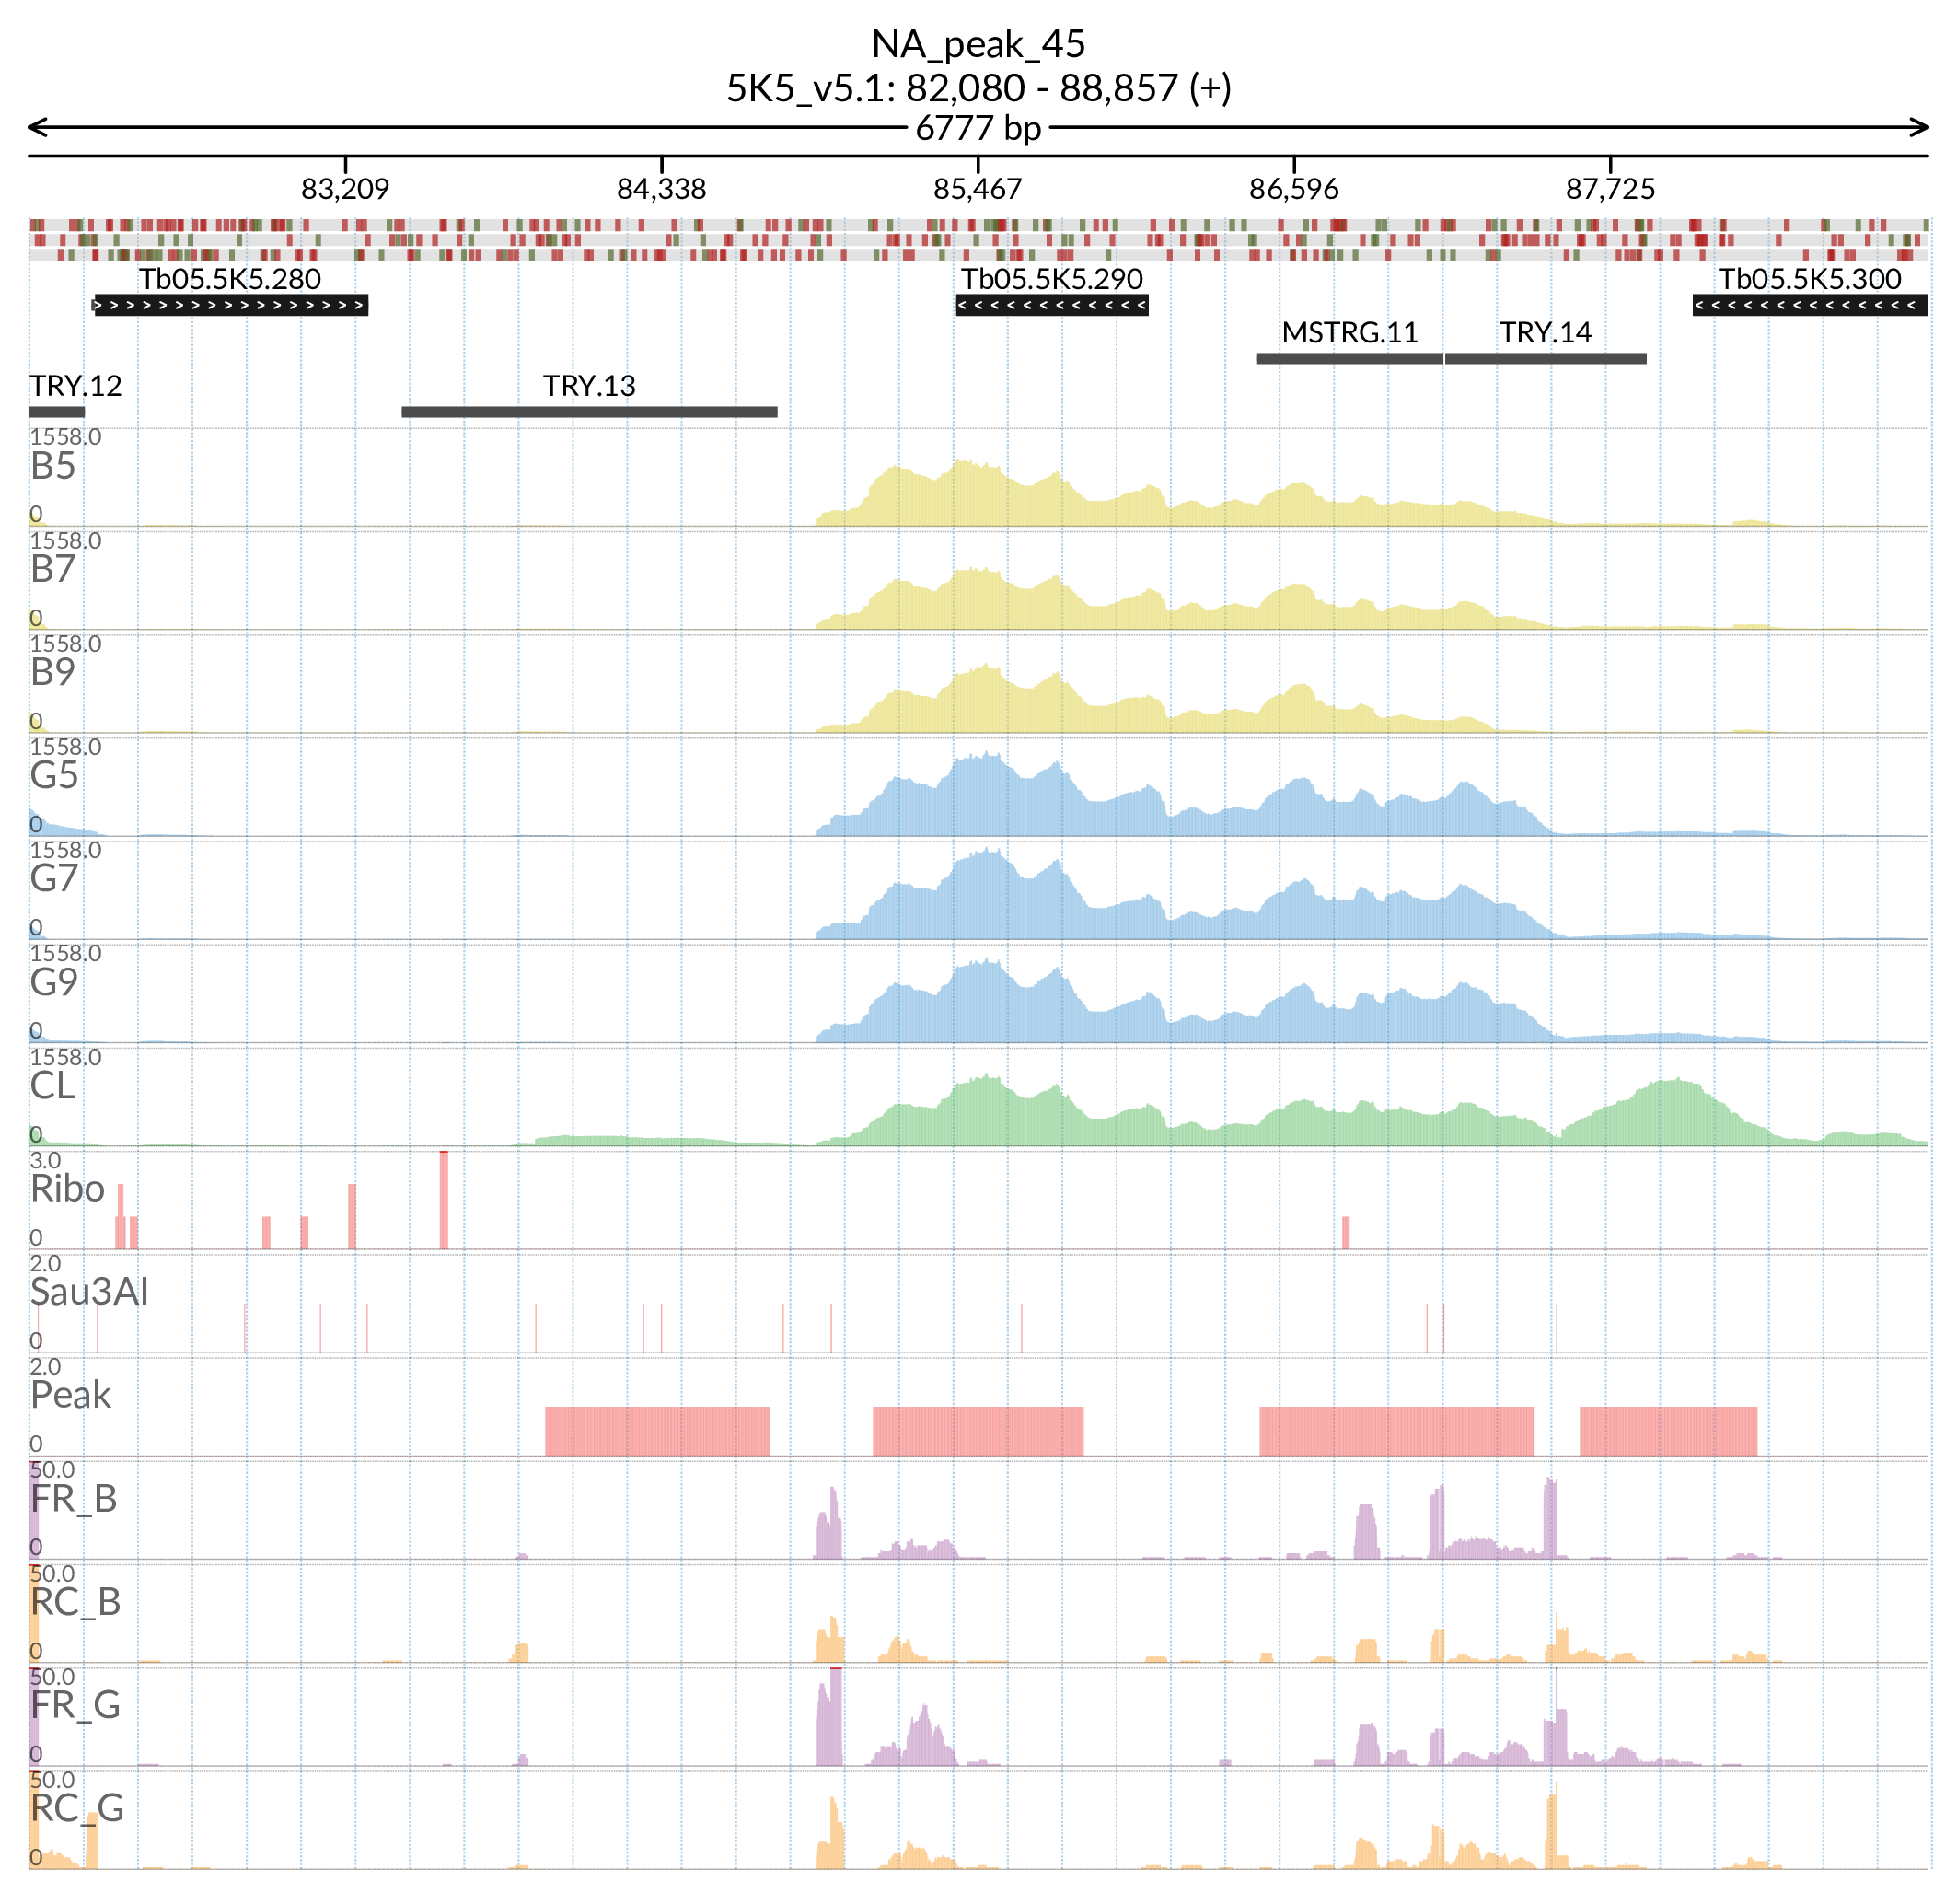 NA_peak_45
5K5_v5.1: 82,080 - 88,857 (+)
6777 bp
83,209 84,338 85,467 86,596 87,725
Tb05.5K5.280 Tb05.5K5.290 Tb05.5K5.300
MSTRG.11 TRY.14
TRY.12 TRY.13
1558.0
B5
0
1558.0
B7
0
1558.0
B9
0
1558.0
G5
0
1558.0
G7
0
1558.0
G9
0
1558.0
CL
0
3.0
Ribo
0
2.0
Sau3AI
0
2.0
Peak
0
50.0
FR_B
0
50.0
RC_B
0
50.0
FR_G
0
50.0
RC_G
0